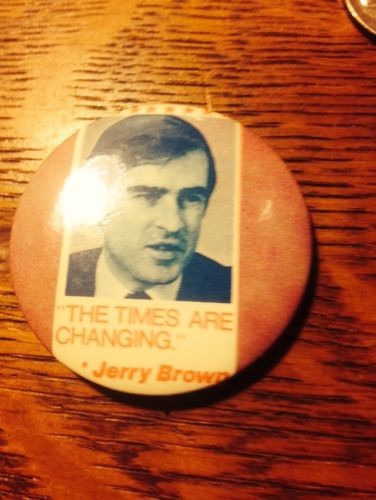 "THE TIMES ARE
CHANGING."
· Jerry Brown